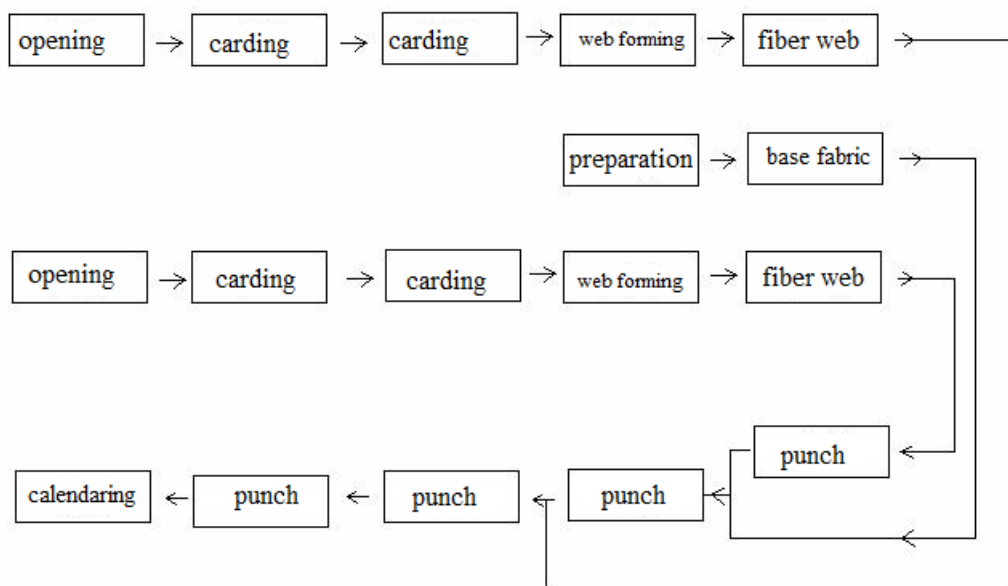 opening
carding
carding
web forming
fiber web
preparation
base fabric
opening
carding
carding
web forming
fiber web
punch
calendaring
punch
punch
punch